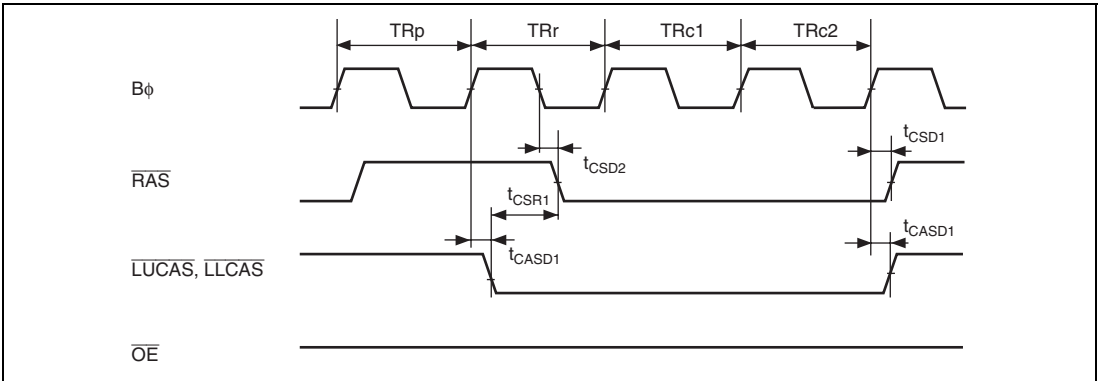 TRp TRr TRc1 TRc2
Bϕ
tCSD1
tCSD2
RAS
tCSR1
tCASD1
tCASD1
LUCAS, LLCAS
OE